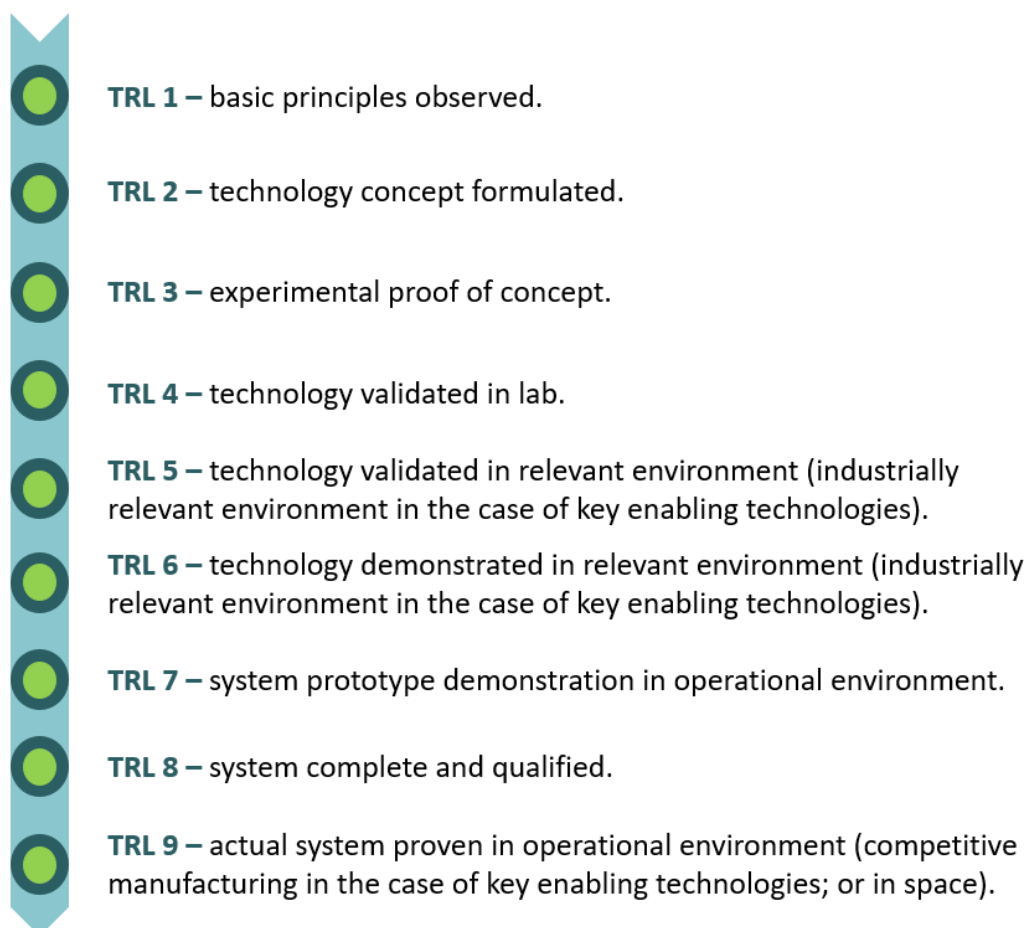 TRL 1 – basic principles observed.
TRL 2 – technology concept formulated.
TRL 3 – experimental proof of concept.
TRL 4 – technology validated in lab.
TRL 5 – technology validated in relevant environment (industrially
relevant environment in the case of key enabling technologies).
TRL 6 – technology demonstrated in relevant environment (industrially
relevant environment in the case of key enabling technologies).
TRL 7 – system prototype demonstration in operational environment.
TRL 8 – system complete and qualified.
TRL 9 – actual system proven in operational environment (competitive
manufacturing in the case of key enabling technologies; or in space).